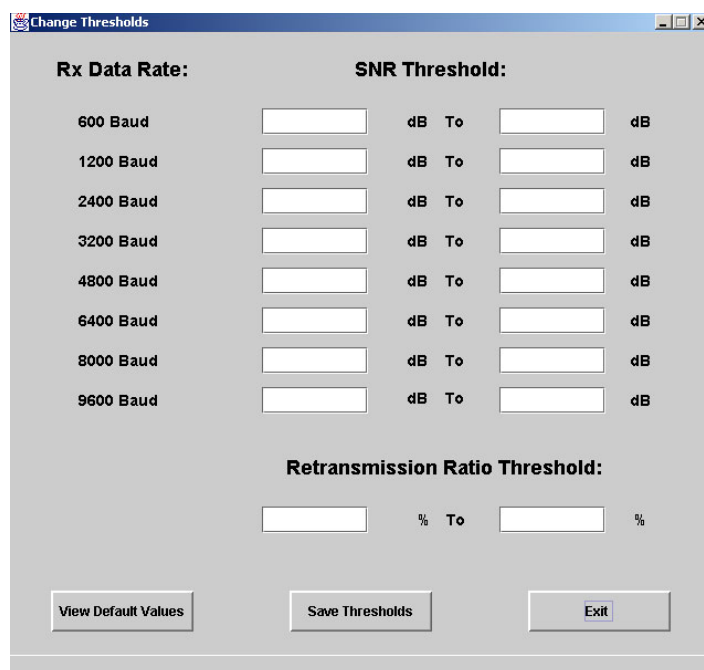 Change Thresholds
Rx Data Rate: SNR Threshold:
600 Baud dB To dB
1200 Baud dB To dB
2400 Baud dB To dB
3200 Baud dB To dB
4800 Baud dB To dB
6400 Baud dB To dB
8000 Baud dB To dB
9600 Baud dB To dB
Retransmission Ratio Threshold:
% To %
View Default Values Save Thresholds Exit